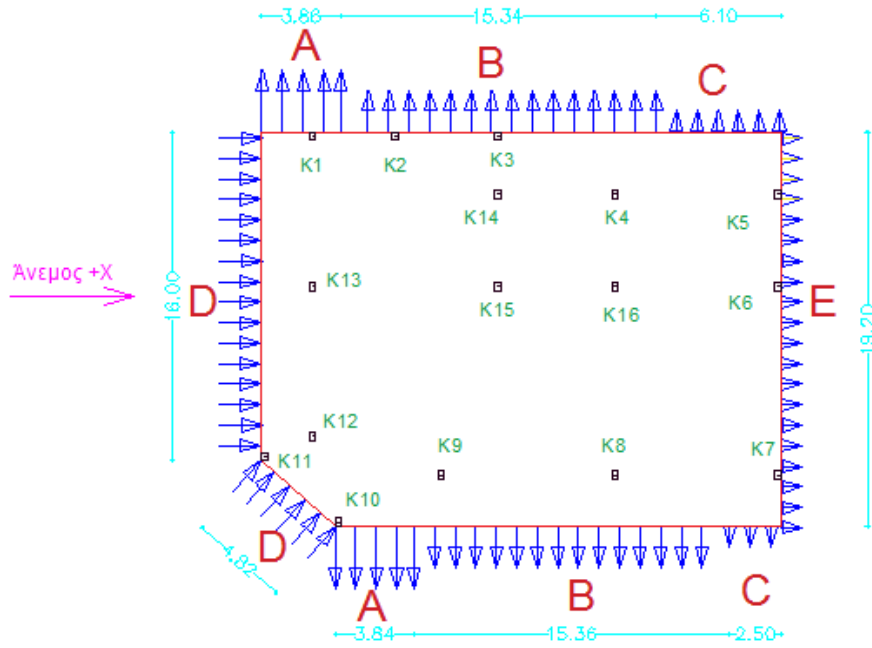 3.86 15.34 6.10
A B C
K1 K2 K3
K14 K4 K5
Άνεμος +X
D
16.00
K13 K15 K16 K6
E
19.20
K12
K11
K9 K8 K7
K10
D
4.82
A B C
3.84 15.36 2.50